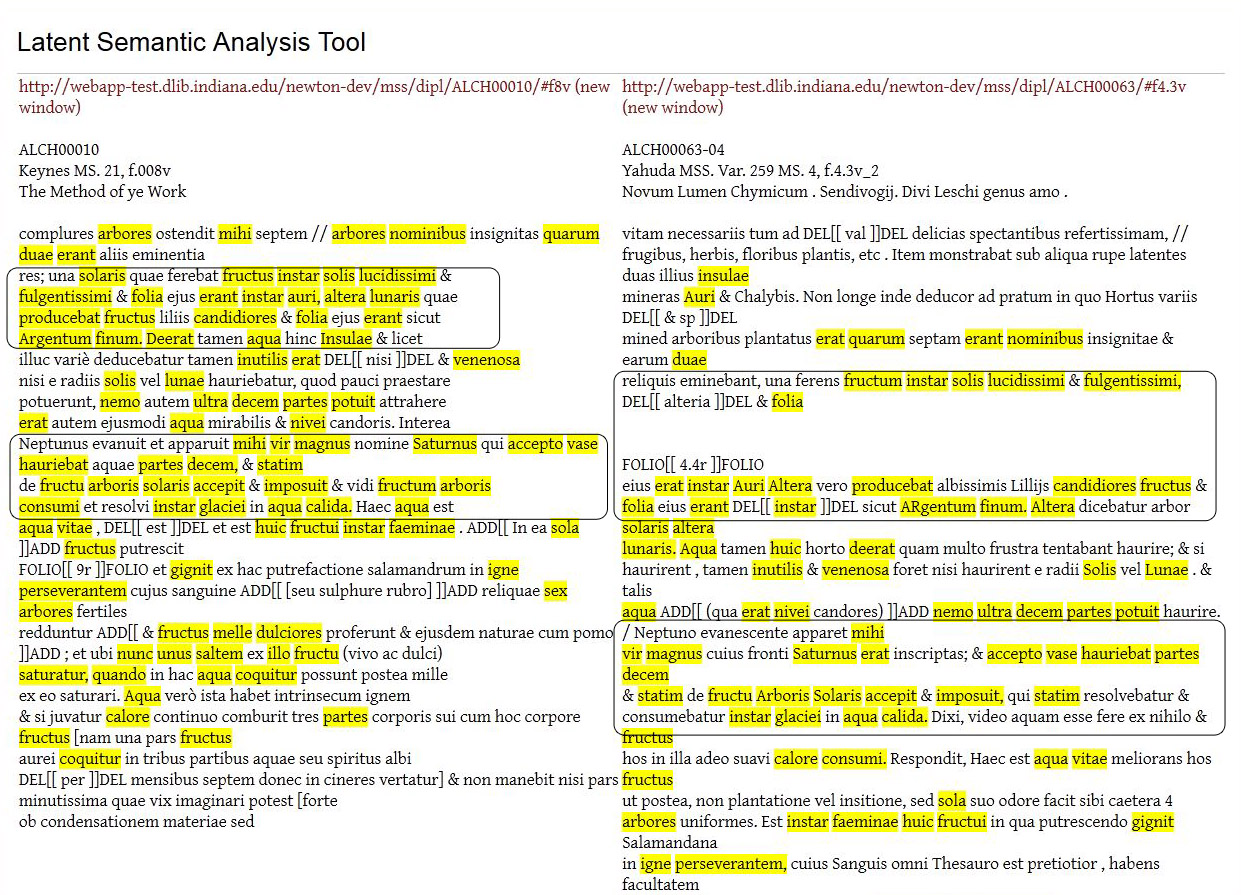 Latent Semantic Analysis Tool
http://webapp-test.dlib.indiana.edu/newton-dev/mss/dipl/ALCH00010/#f8v (new
window)
ALCH00010
Keynes MS. 21, f.008v
The Method of ye Work
complures arbores ostendit mihi septem // arbores nominibus insignitas quarum
duae erant aliis eminentia
res; una solaris quae ferebat fructus instar solis lucidissimi &
fulgentissimi & folia ejus erant instar auri, altera lunaris quae
producebat fructus liliis candidiores & folia ejus erant sicut
Argentum finum. Deerat tamen aqua hinc Insulae & licet
illuc variè deducebatur tamen inutilis erat DEL[[ nisi ]]DEL & venenosa
nisi e radiis solis vel lunae hauriebatur, quod pauci praestare
potuerunt, nemo autem ultra decem partes potuit attrahere
erat autem ejusmodi aqua mirabilis & nivei candoris. Interea
Neptunus evanuit et apparuit mihi vir magnus nomine Saturnus qui accepto vase
hauriebat aquae partes decem, & statim
de fructu arboris solaris accepit & imposuit & vidi fructum arboris
consumi et resolvi instar glaciei in aqua calida. Haec aqua est
aqua vitae , DEL[[ est ]]DEL et est huic fructui instar faeminae . ADD[[ In ea sola
]]ADD fructus putrescit
FOLIO[[ 9r ]]FOLIO et gignit ex hac putrefactione salamandrum in igne
perseverantem cujus sanguine ADD[[ [seu sulphure rubro] ]]ADD reliquae sex
arbores fertiles
redduntur ADD[[ & fructus melle dulciores proferunt & ejusdem naturae cum pomo
]]ADD ; et ubi nunc unus saltem ex illo fructu (vivo ac dulci)
saturatur, quando in hac aqua coquitur possunt postea mille
ex eo saturari. Aqua verò ista habet intrinsecum ignem
& si juvatur calore continuo comburit tres partes corporis sui cum hoc corpore
fructus [nam una pars fructus
aurei coquitur in tribus partibus aquae seu spiritus albi
DEL[[ per ]]DEL mensibus septem donec in cineres vertatur] & non manebit nisi pars
minutissima quae vix imaginari potest [forte
ob condensationem materiae sed
http://webapp-test.dlib.indiana.edu/newton-dev/mss/dipl/ALCH00063/#f4.3v
(new window)
ALCH00063-04
Yahuda MSS. Var. 259 MS. 4, f.4.3v_2
Novum Lumen Chymicum . Sendivogij. Divi Leschi genus amo .
vitam necessariis tum ad DEL[[ val ]]DEL delicias spectantibus refertissimam, //
frugibus, herbis, floribus plantis, etc . Item monstrabat sub aliqua rupe latentes
duas illius insulae
mineras Auri & Chalybis. Non longe inde deducor ad pratum in quo Hortus variis
DEL[[ & sp ]]DEL
mined arboribus plantatus erat quarum septam erant nominibus insignitae &
earum duae
reliquis eminebant, una ferens fructum instar solis lucidissimi & fulgentissimi,
DEL[[ alteria ]]DEL & folia
FOLIO[[ 4.4r ]]FOLIO
eius erat instar Auri Altera vero producebat albissimis Lillijs candidiores fructus &
folia eius erant DEL[[ instar ]]DEL sicut ARgentum finum. Altera dicebatur arbor
solaris altera
lunaris. Aqua tamen huic horto deerat quam multo frustra tentabant haurire; & si
haurirent , tamen inutilis & venenosa foret nisi haurirent e radii Solis vel Lunae . &
talis
aqua ADD[[ (qua erat nivei candores) ]]ADD nemo ultra decem partes potuit haurire.
/ Neptuno evanescente apparet mihi
vir magnus cuius fronti Saturnus erat inscriptas; & accepto vase hauriebat partes
decem
& statim de fructu Arboris Solaris accepit & imposuit, qui statim resolvebatur &
consumebatur instar glaciei in aqua calida. Dixi, video aquam esse fere ex nihilo &
fructus
hos in illa adeo suavi calore consumi. Respondit, Haec est aqua vitae meliorans hos
fructus
ut postea, non plantatione vel insitione, sed sola suo odore facit sibi caetera 4
arbores uniformes. Est instar faeminae huic fructui in qua putrescendo gignit
Salamandana
in igne perseverantem, cuius Sanguis omni Thesauro est pretiotior , habens
facultatem